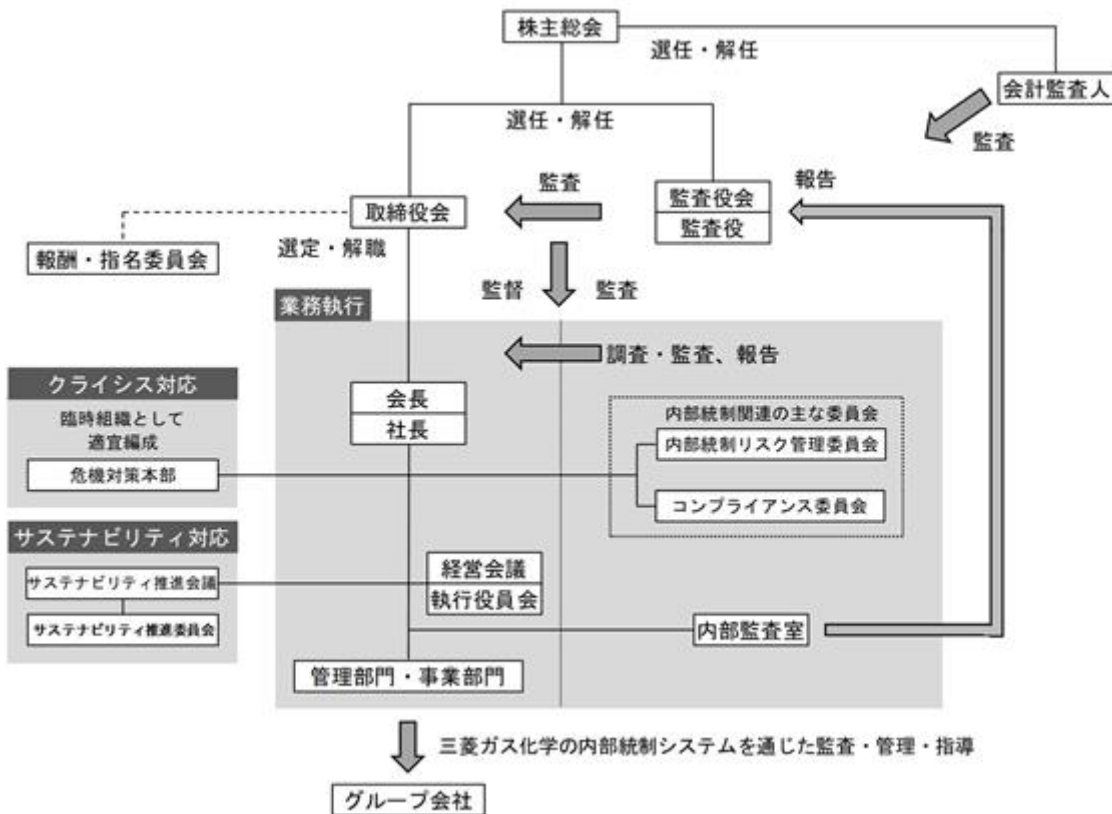 株主総会
選任・解任
会計監査人
選任・解任
監査
監査
報告
取締役会
監査役会
監査役
報酬・指名委員会
選定・解職
監督
監査
業務執行
調査・監査、報告
クライシス対応
臨時組織として
適宜編成
危機対策本部
会長
社長
内部統制関連の主な委員会
内部統制リスク管理委員会
コンプライアンス委員会
サステナビリティ対応
サステナビリティ推進会議
サステナビリティ推進委員会
経営会議
執行役員会
内部監査室
管理部門・事業部門
三菱ガス化学の内部統制システムを通じた監査・管理・指導
グループ会社